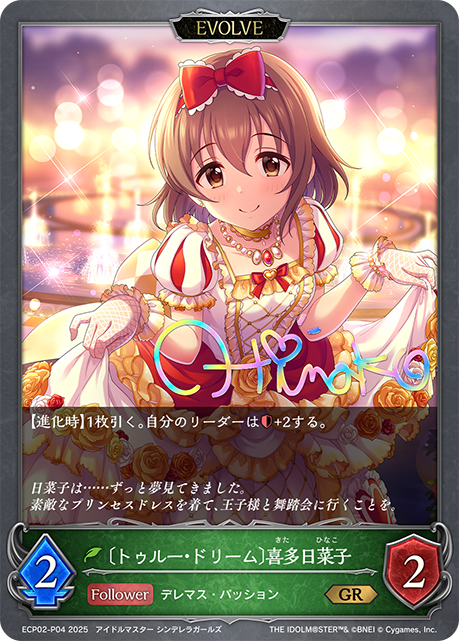 EVOLVE
Hinako
【進化時】1枚引く。自分のリーダーは+2する。
日菜子は……ずっと夢見てきました。
素敵なプリンセスドレスを着て、王子様と舞踏会に行くことを。
きた ひなこ
〔トゥルー・ドリーム〕喜多日菜子
2
Follower デレマス・パッション GR
2
ECP02-P04 2025 アイドルマスター シンデレラガールズ THE IDOLM@STER™& ©BNEI © Cygames, Inc.